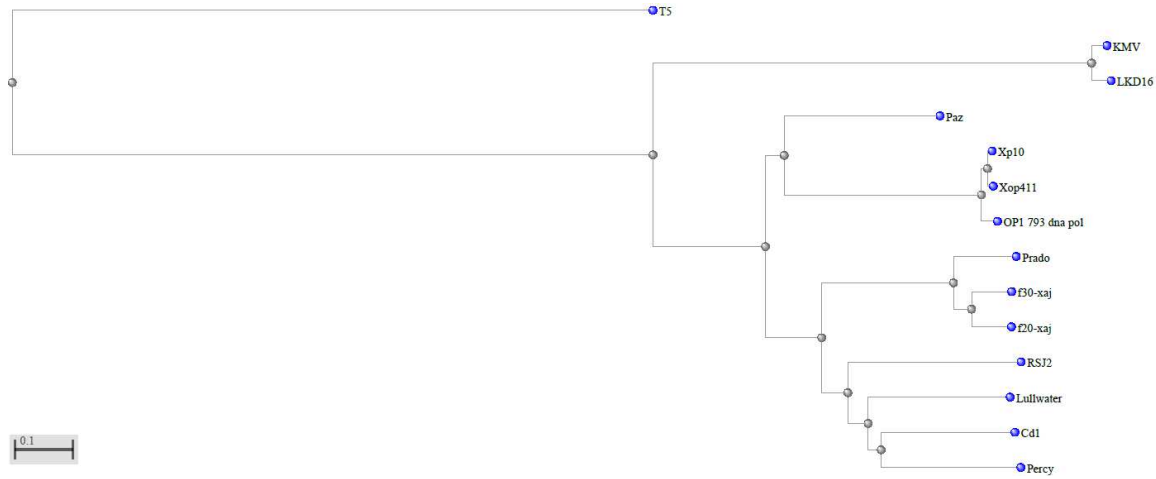 T5
KMV
LKD16
Paz
Xp10
Xop411
OP1 793 dna pol
Prado
f30-xaj
f20-xaj
RSJ2
Lullwater
Cd1
Percy
0.1